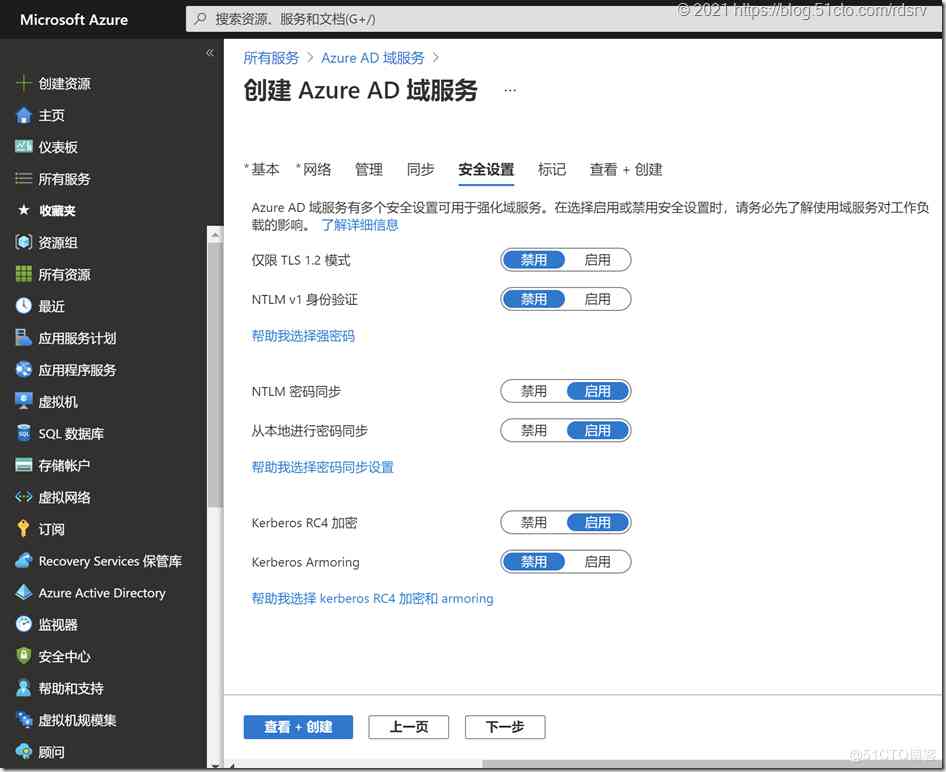 Microsoft Azure
搜索资源、服务和文档(G+/)
© 2021 https://blog.51cto.com/rdsrv
«
创建资源
主页
仪表板
所有服务
收藏夹
资源组
所有资源
最近
应用服务计划
应用程序服务
虚拟机
SQL 数据库
存储帐户
虚拟网络
订阅
Recovery Services 保管库
Azure Active Directory
监视器
安全中心
帮助和支持
虚拟机规模集
顾问
所有服务 > Azure AD 域服务 >
创建 Azure AD 域服务 ...
*基本 *网络 管理 同步 安全设置 标记 查看 + 创建
Azure AD 域服务有多个安全设置可用于强化域服务。在选择启用或禁用安全设置时，请务必先了解使用域服务对工作负
载的影响。 了解详细信息
仅限 TLS 1.2 模式 禁用 启用
NTLM v1 身份验证 禁用 启用
帮助我选择强密码
NTLM 密码同步 禁用 启用
从本地进行密码同步 禁用 启用
帮助我选择密码同步设置
Kerberos RC4 加密 禁用 启用
Kerberos Armoring 禁用 启用
帮助我选择 kerberos RC4 加密和 armoring
查看 + 创建 上一页 下一步
@51CTO博客